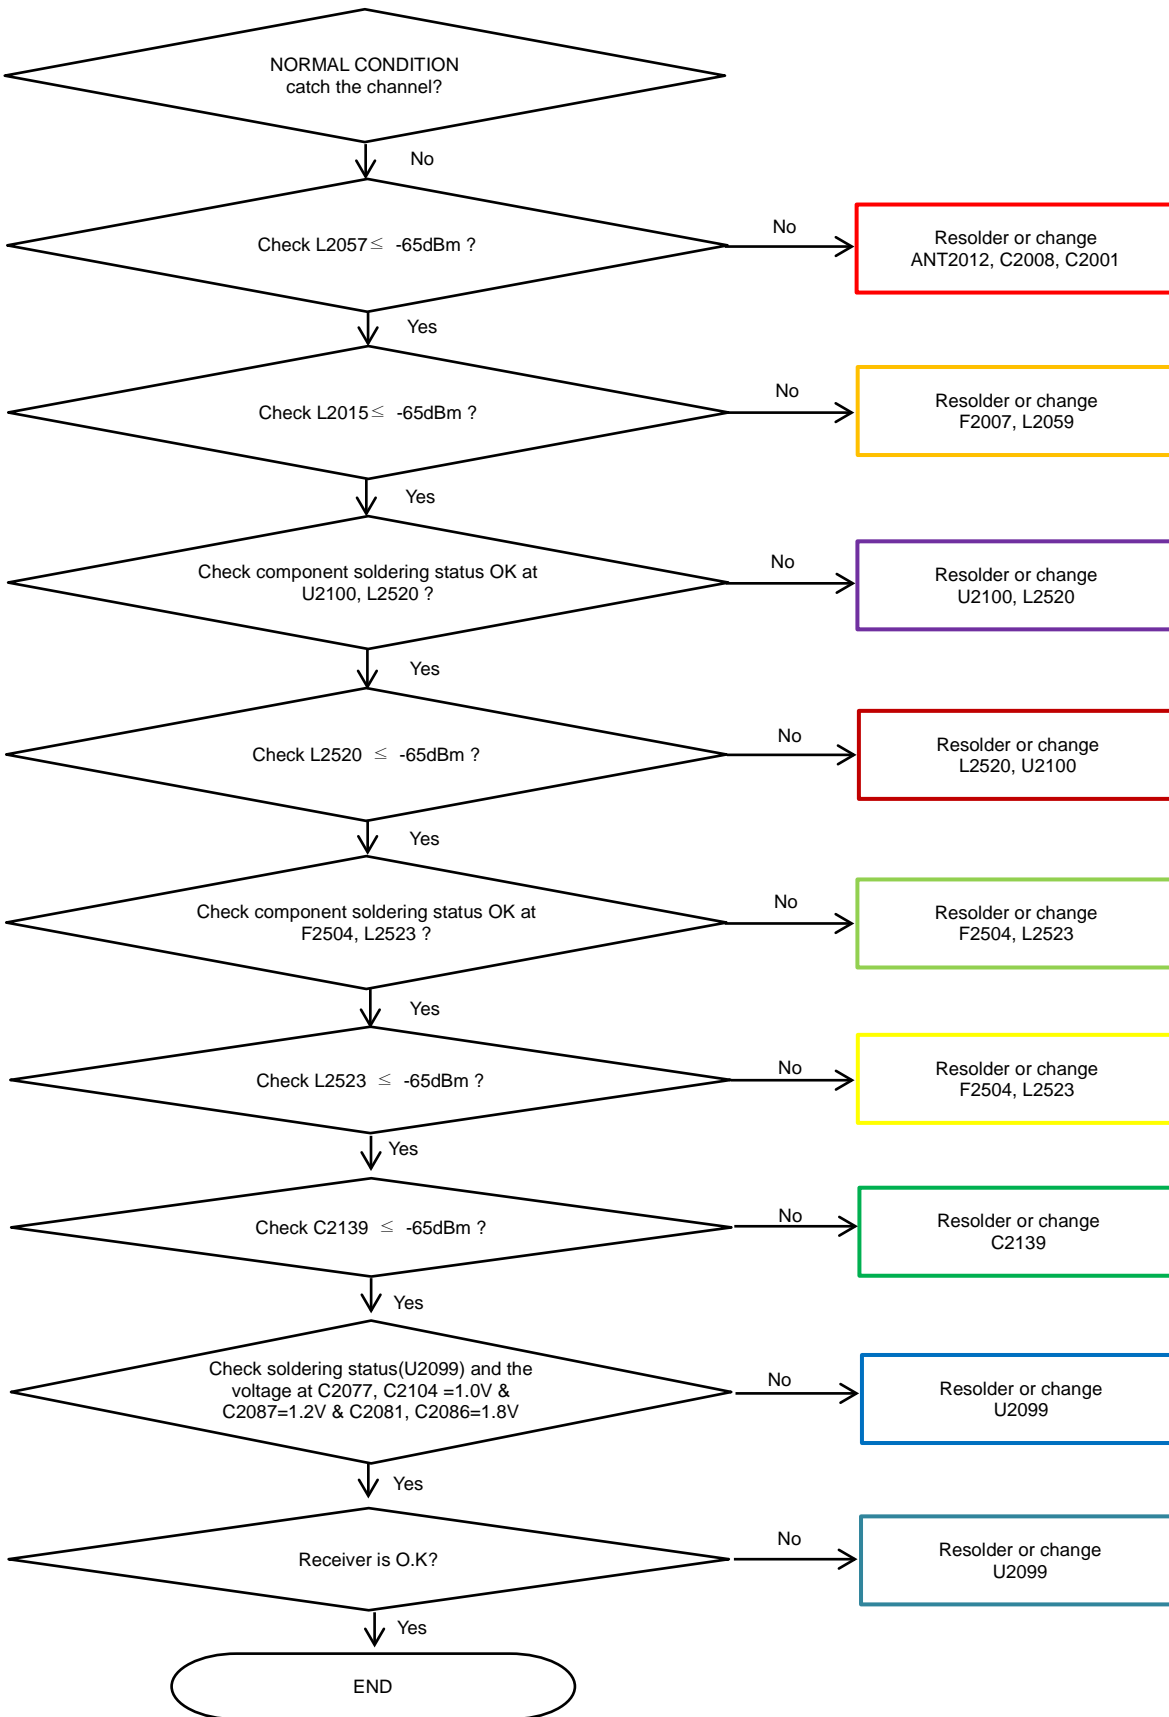 NORMAL CONDITION
catch the channel?
No
Check L2057≤ -65dBm ?
No
Resolder or change
ANT2012, C2008, C2001
Yes
Check L2015≤ -65dBm ?
No
Resolder or change
F2007, L2059
Yes
Check component soldering status OK at
U2100, L2520 ?
No
Resolder or change
U2100, L2520
Yes
Check L2520 ≤ -65dBm ?
No
Resolder or change
L2520, U2100
Yes
Check component soldering status OK at
F2504, L2523 ?
No
Resolder or change
F2504, L2523
Yes
Check L2523 ≤ -65dBm ?
No
Resolder or change
F2504, L2523
Yes
Check C2139 ≤ -65dBm ?
No
Resolder or change
C2139
Yes
Check soldering status(U2099) and the
voltage at C2077, C2104 =1.0V &
C2087=1.2V & C2081, C2086=1.8V
No
Resolder or change
U2099
Yes
Receiver is O.K?
No
Resolder or change
U2099
Yes
END